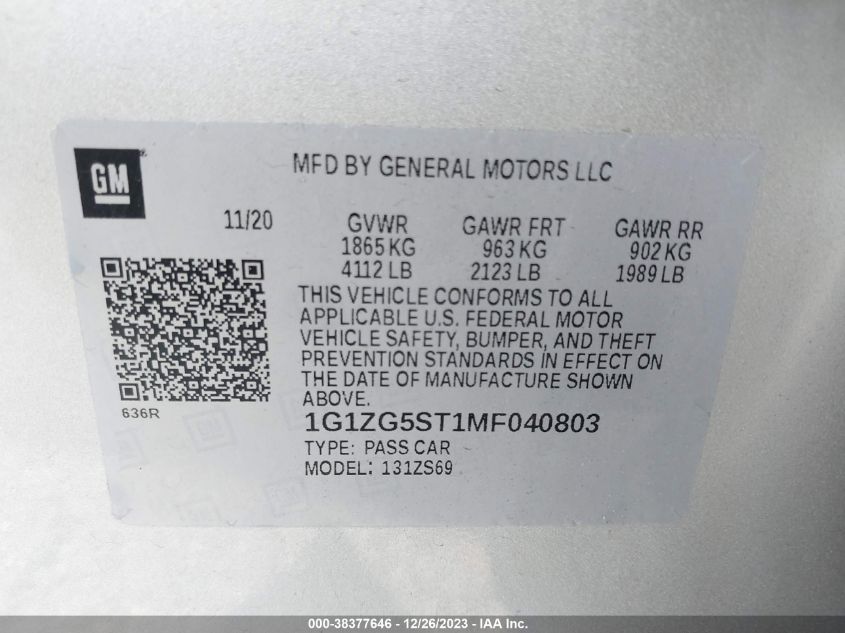 GM
MFD BY GENERAL MOTORS LLC
11/20 GVWR GAWR FRT GAWR RR
1865 KG 963 KG 902 KG
4112 LB 2123 LB 1989 LB
THIS VEHICLE CONFORMS TO ALL
APPLICABLE U.S. FEDERAL MOTOR
VEHICLE SAFETY, BUMPER, AND THEFT
PREVENTION STANDARDS IN EFFECT ON
THE DATE OF MANUFACTURE SHOWN
ABOVE.
636R
1G1ZG5ST1MF040803
TYPE: PASS CAR
MODEL: 131ZS69
000-38377646 - 12/26/2023 - IAA Inc.